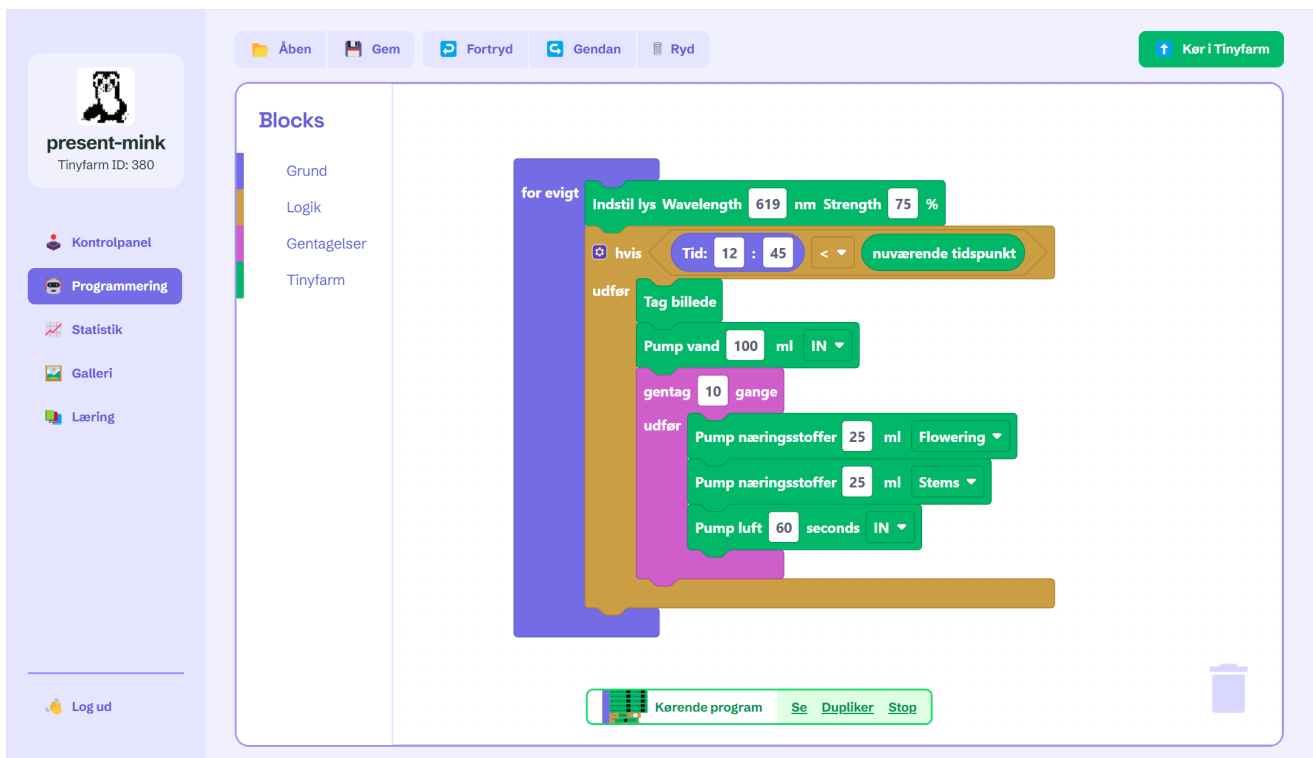 Åben
Gem
Fortryd
Gendan
Ryd
Kør i Tinyfarm
present-mink
Tinyfarm ID: 380
Kontrolpanel
Programmering
Statistik
Galleri
Læring
Log ud
Blocks
Grund
Logik
Gentagelser
Tinyfarm
for evigt
Indstil lys Wavelength 619 nm Strength 75 %
hvis Tid: 12 : 45 < nuværende tidspunkt
udfør
Tag billede
Pump vand 100 ml IN
gentag 10 gange
udfør
Pump næringsstoffer 25 ml Flowering
Pump næringsstoffer 25 ml Stems
Pump luft 60 seconds IN
Kørende program Se Dupliker Stop